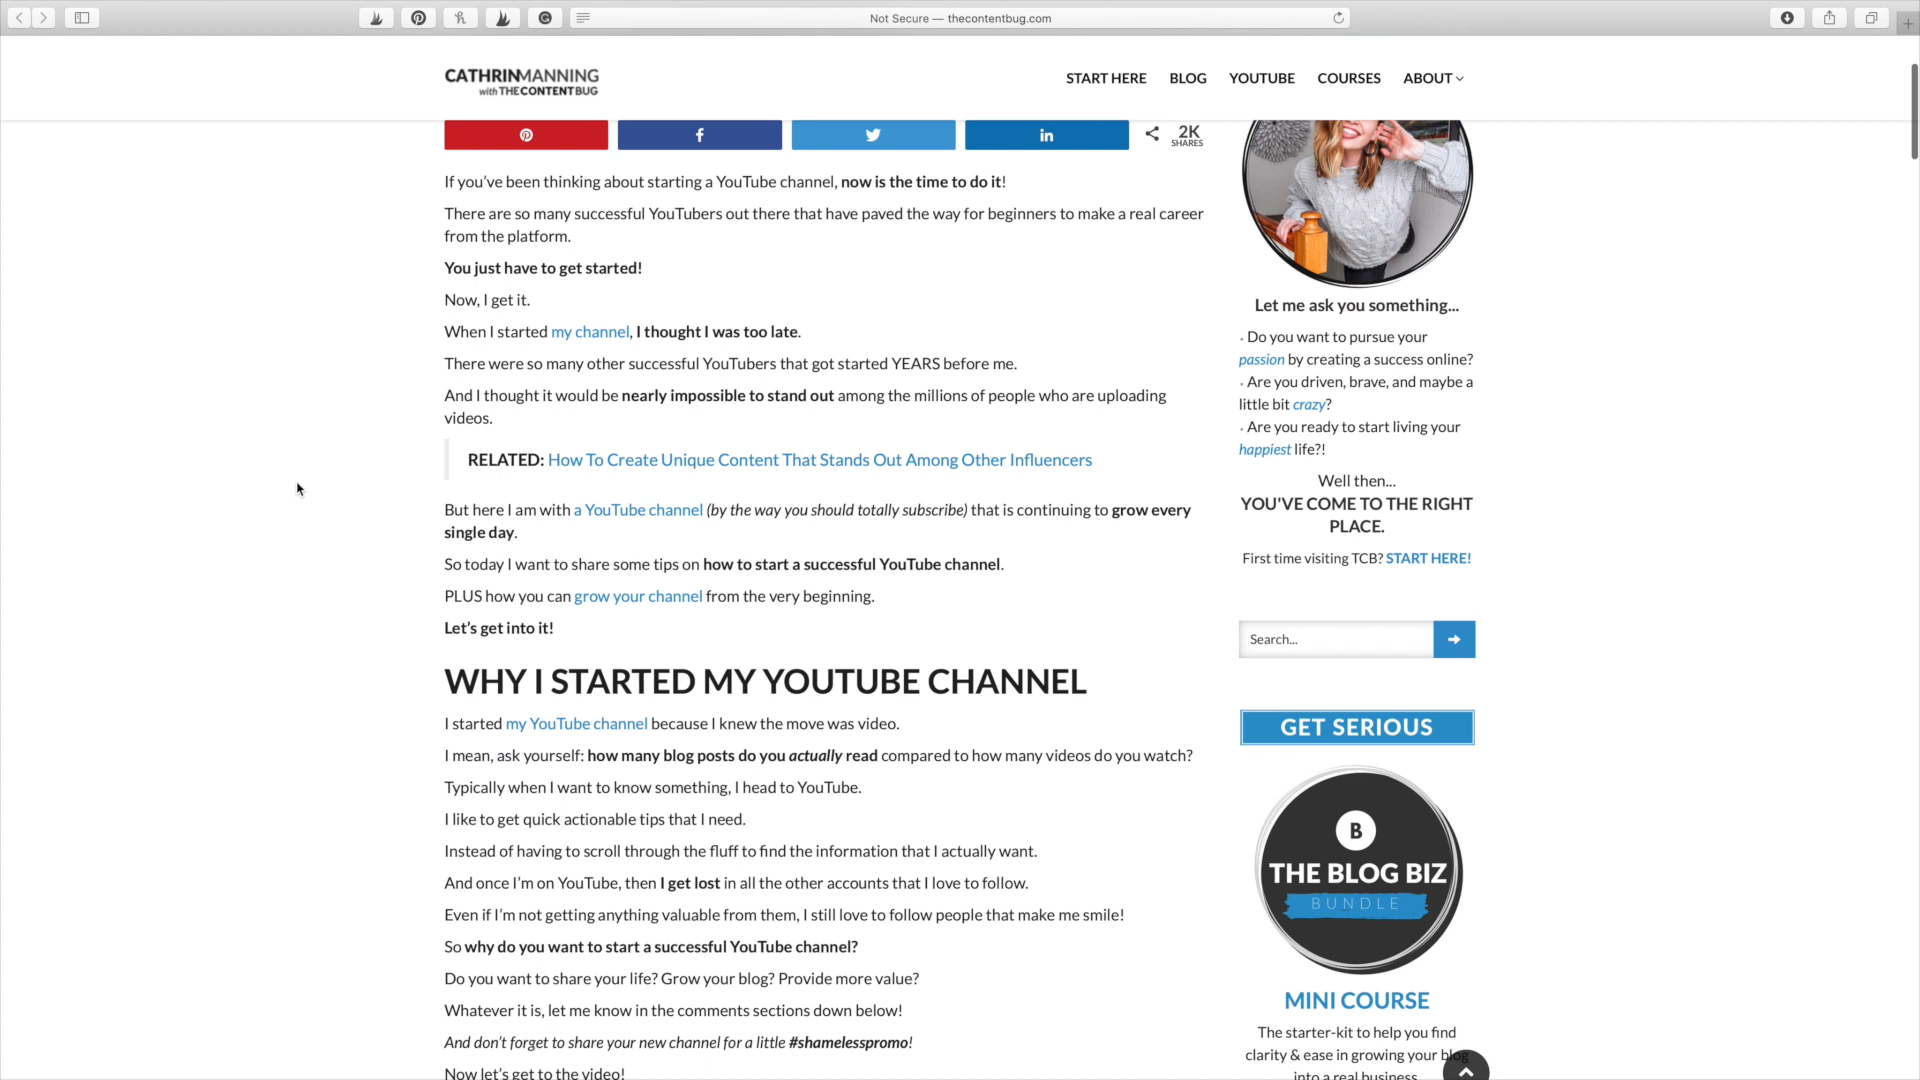 Not Secure — thecontentbug.com
CATHRINMANNING
with THECONTENTBUG
START HERE
BLOG
YOUTUBE
COURSES
ABOUT
2K
SHARES
If you’ve been thinking about starting a YouTube channel, now is the time to do it!
There are so many successful YouTubers out there that have paved the way for beginners to make a real career
from the platform.
You just have to get started!
Now, I get it.
When I started my channel, I thought I was too late.
There were so many other successful YouTubers that got started YEARS before me.
And I thought it would be nearly impossible to stand out among the millions of people who are uploading
videos.
RELATED: How To Create Unique Content That Stands Out Among Other Influencers
But here I am with a YouTube channel (by the way you should totally subscribe) that is continuing to grow every
single day.
So today I want to share some tips on how to start a successful YouTube channel.
PLUS how you can grow your channel from the very beginning.
Let’s get into it!
WHY I STARTED MY YOUTUBE CHANNEL
I started my YouTube channel because I knew the move was video.
I mean, ask yourself: how many blog posts do you actually read compared to how many videos do you watch?
Typically when I want to know something, I head to YouTube.
I like to get quick actionable tips that I need.
Instead of having to scroll through the fluff to find the information that I actually want.
And once I’m on YouTube, then I get lost in all the other accounts that I love to follow.
Even if I’m not getting anything valuable from them, I still love to follow people that make me smile!
So why do you want to start a successful YouTube channel?
Do you want to share your life? Grow your blog? Provide more value?
Whatever it is, let me know in the comments sections down below!
And don’t forget to share your new channel for a little #shamelesspromo!
Now let’s get to the video!
Let me ask you something...
• Do you want to pursue your
passion by creating a success online?
• Are you driven, brave, and maybe a
little bit crazy?
• Are you ready to start living your
happiest life?!
Well then...
YOU'VE COME TO THE RIGHT
PLACE.
First time visiting TCB? START HERE!
Search...
GET SERIOUS
B
THE BLOG BIZ
BUNDLE
MINI COURSE
The starter-kit to help you find
clarity & ease in growing your blog
into a real business